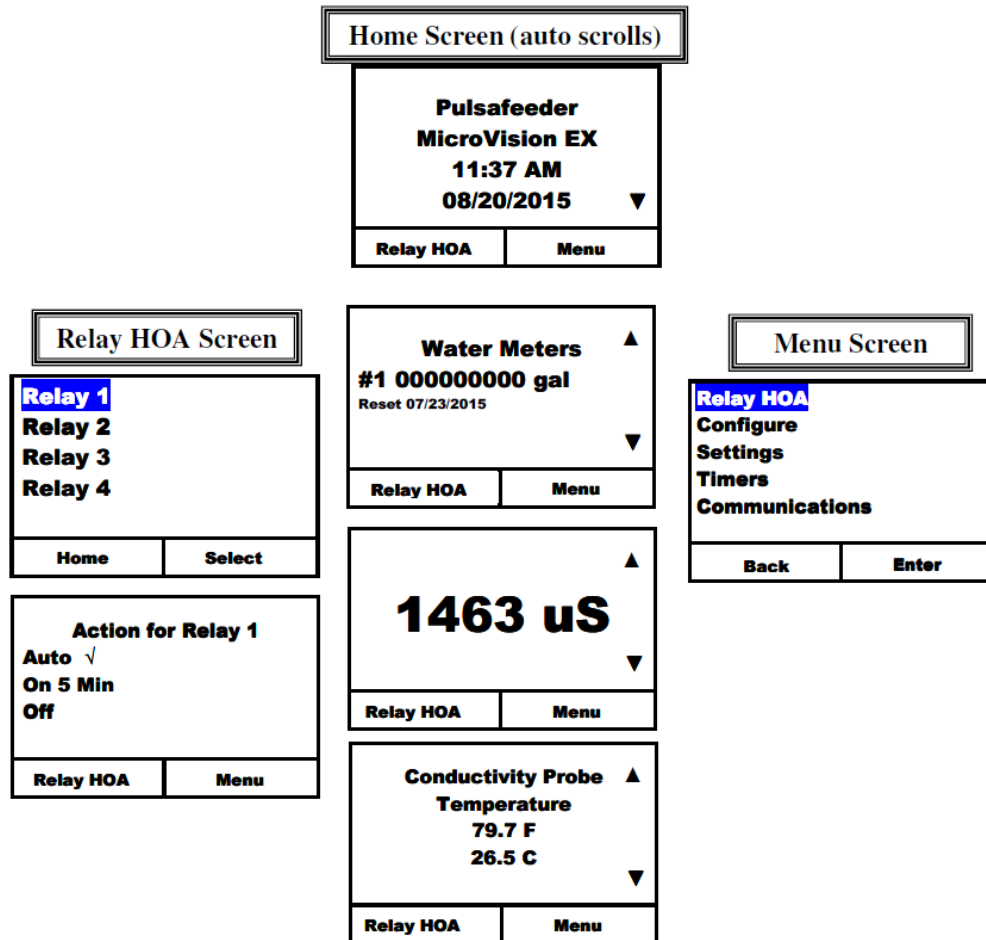 Home Screen (auto scrolls)
Pulsafeeder
MicroVision EX
11:37 AM
08/20/2015 ▼
Relay HOA Menu
Relay HOA Screen
Relay 1
Relay 2
Relay 3
Relay 4
Home Select
Action for Relay 1
Auto √
On 5 Min
Off
Relay HOA Menu
Water Meters ▲
#1 000000000 gal
Reset 07/23/2015
▼
Relay HOA Menu
▲
1463 uS
▼
Relay HOA Menu
Conductivity Probe ▲
Temperature
79.7 F
26.5 C
▼
Relay HOA Menu
Menu Screen
Relay HOA
Configure
Settings
Timers
Communications
Back Enter